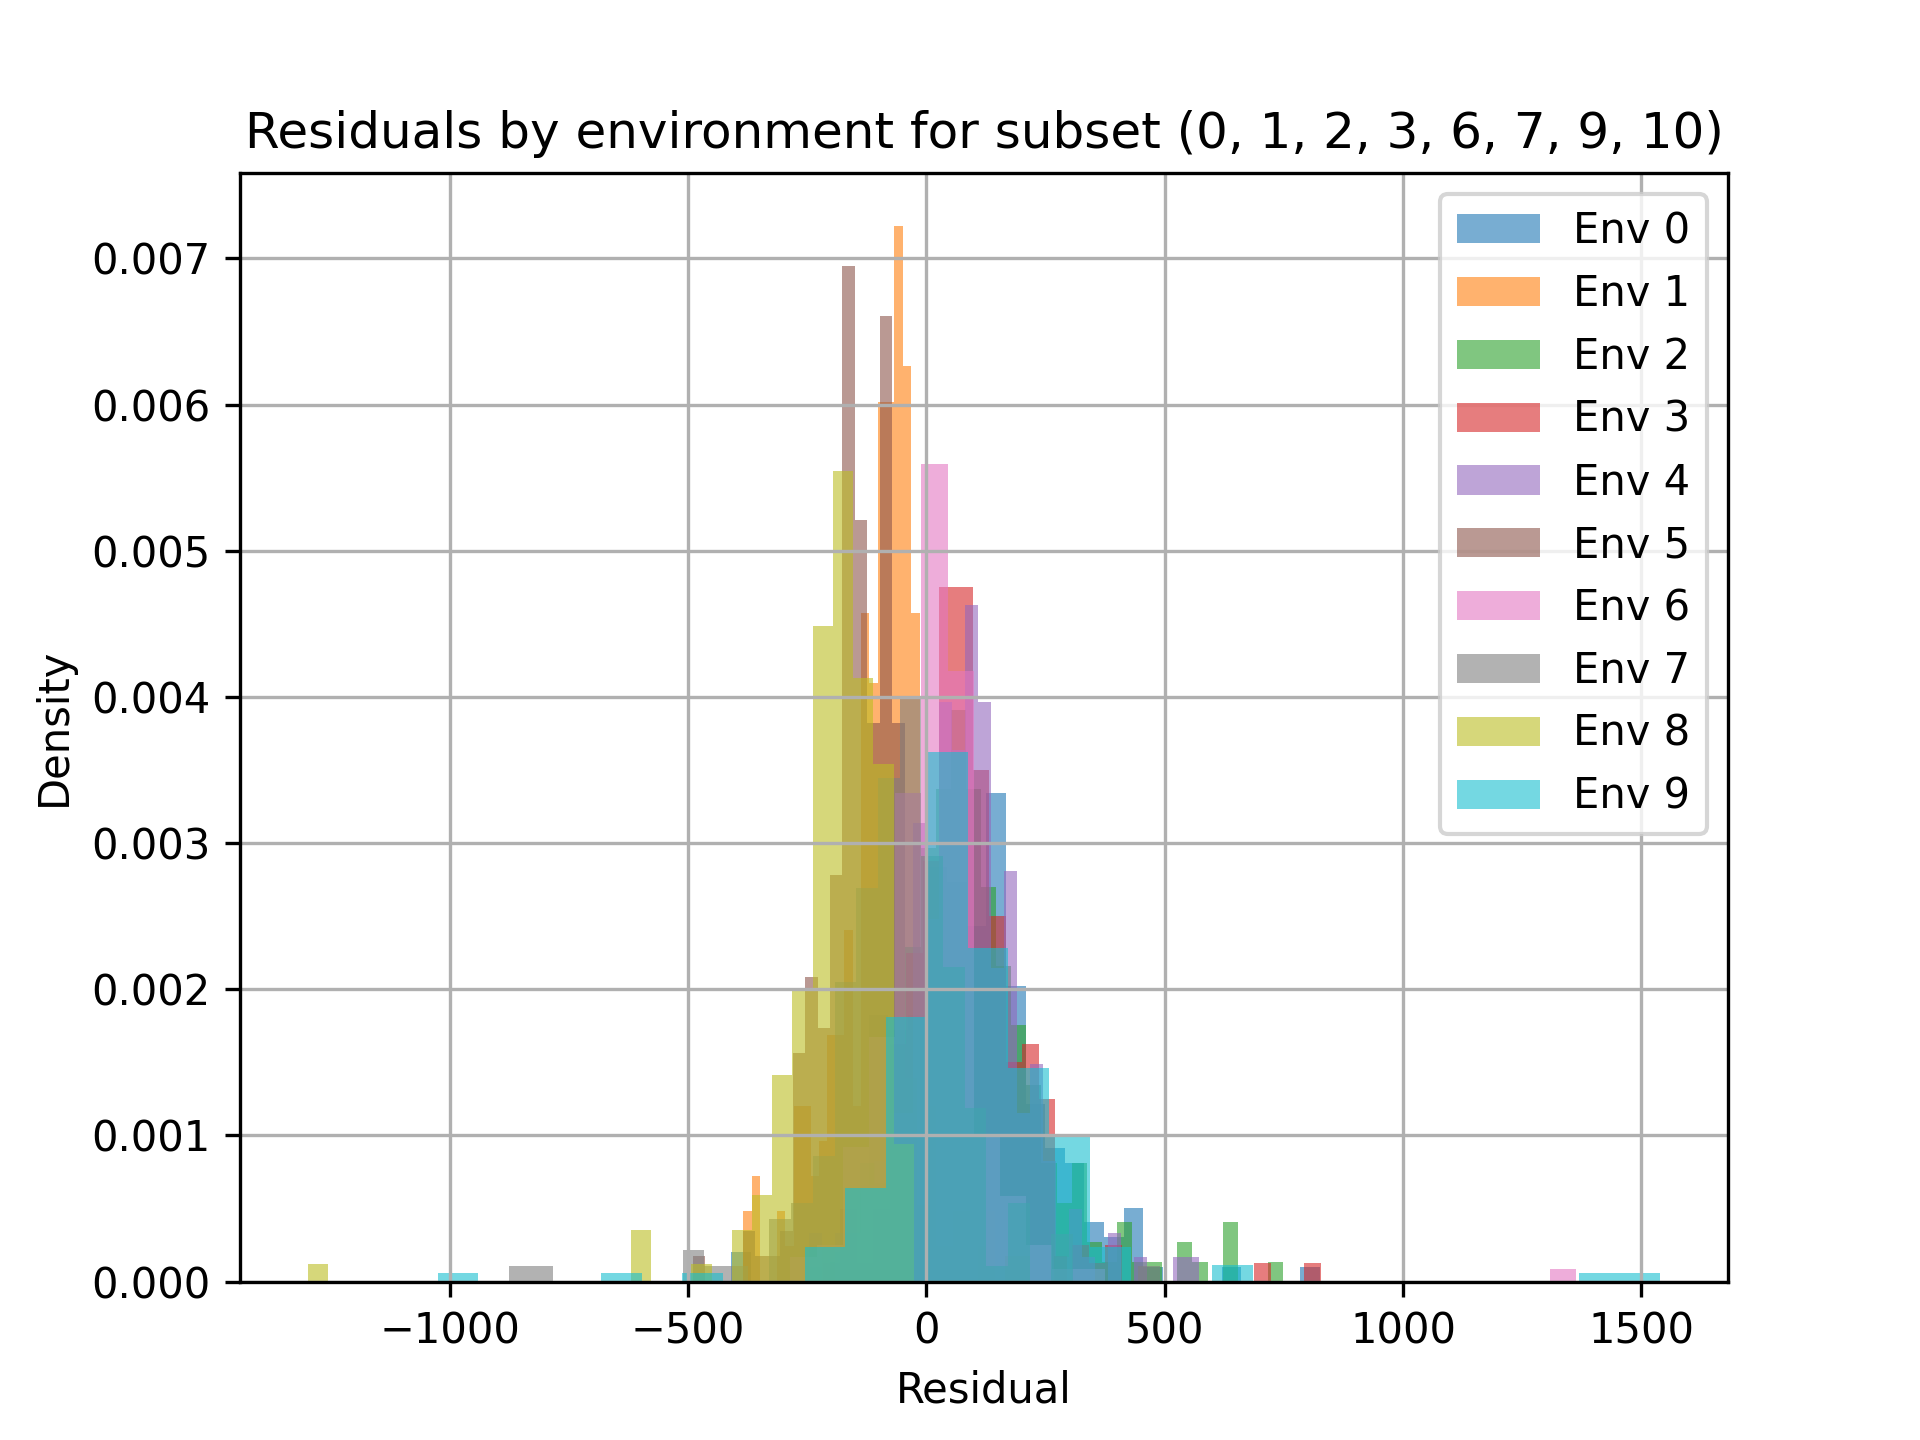 Residuals by environment for subset (0, 1, 2, 3, 6, 7, 9, 10)
Env 0
Env 1
Env 2
Env 3
Env 4
Env 5
Env 6
Env 7
Env 8
Env 9
0.007
0.006
0.005
0.004
0.003
0.002
0.001
0.000
Density
−1000
−500
0
500
1000
1500
Residual